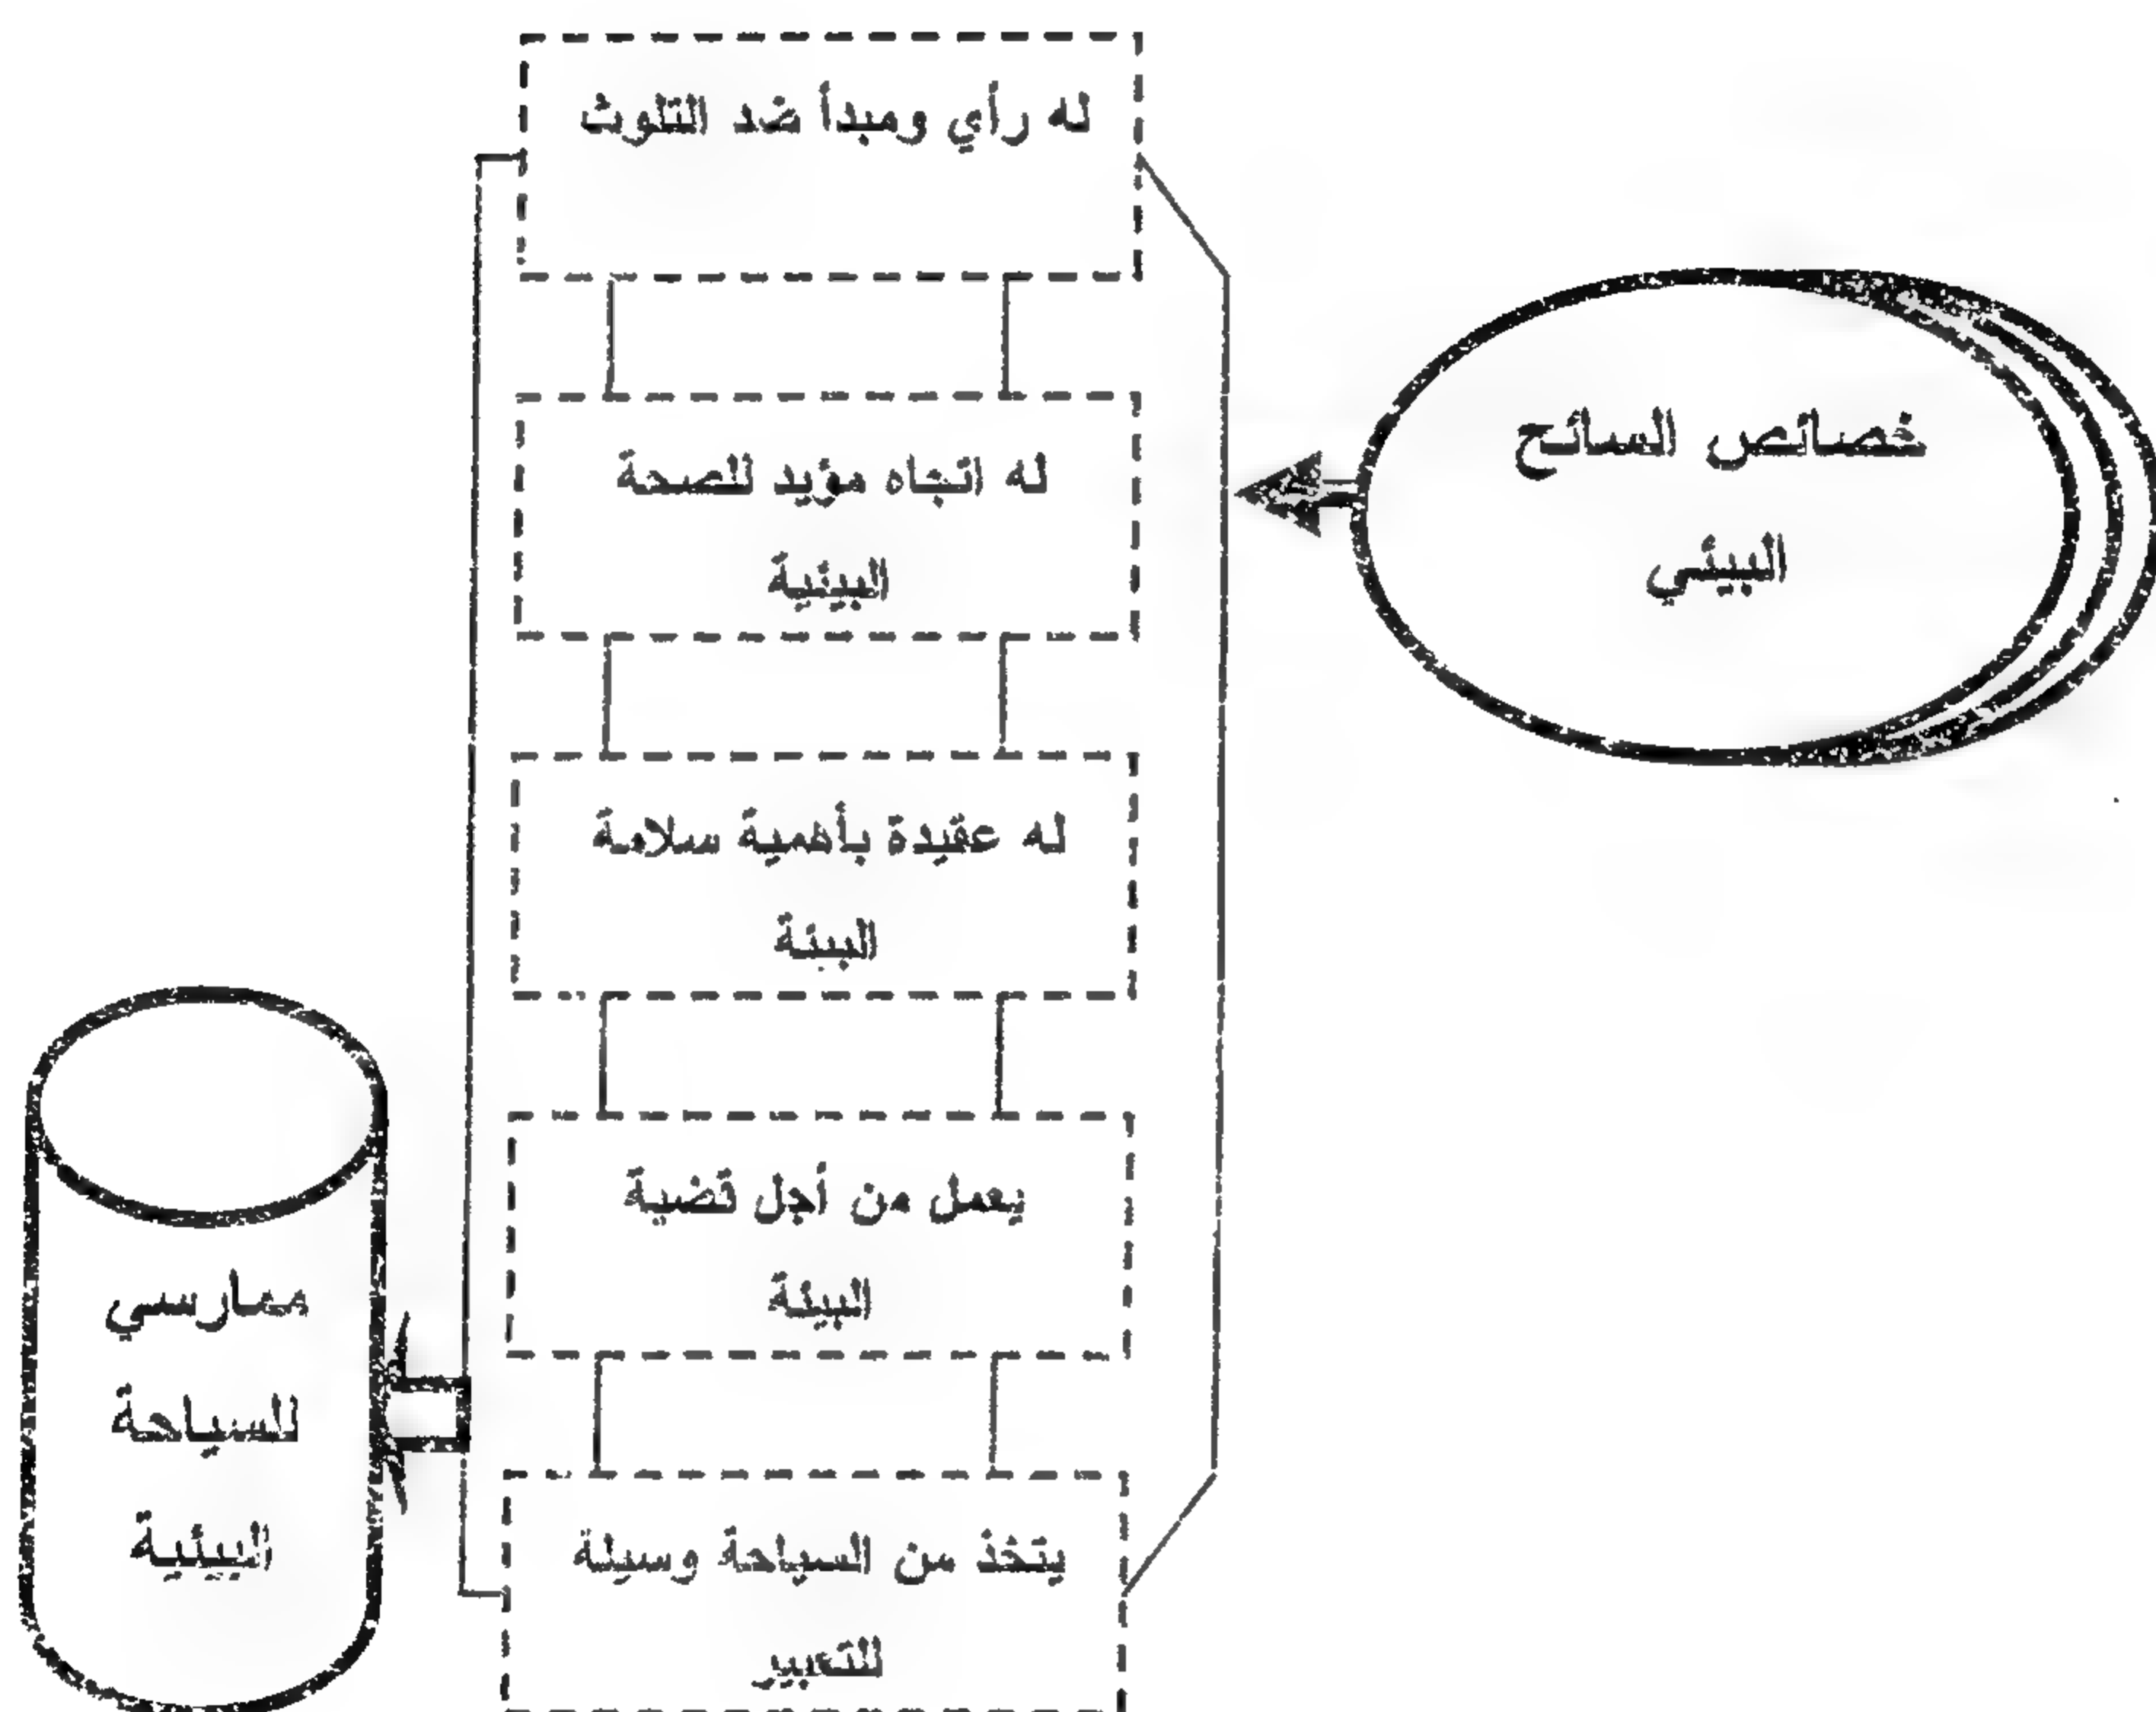 خصائص السائح
البيئي
له رأي ومبدأ ضد التلوث
له اتجاه مؤيد للصحة
البيئية
له عقيدة بأهمية سلامة
البيئة
يعمل من أجل قضية
البيئة
يتخذ من السياحة وسيلة
للتعبير
ممارسي
للسياحة
البيئية